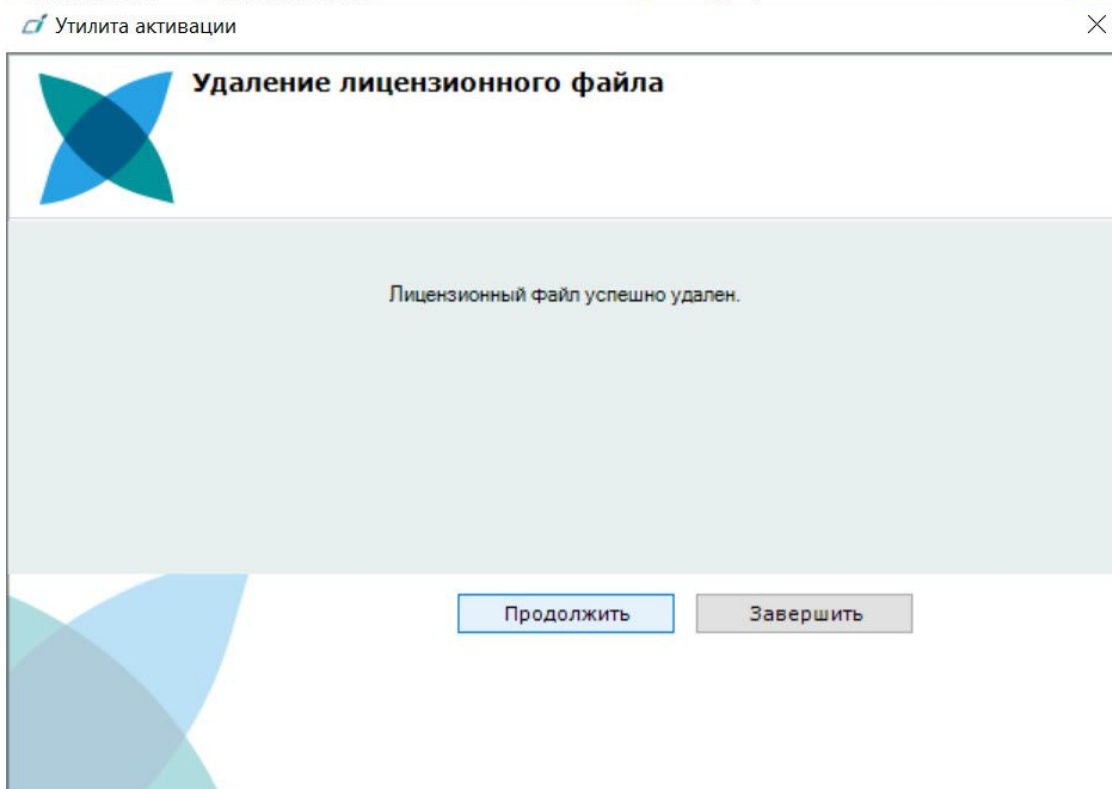 Утилита активации
Удаление лицензионного файла
Лицензионный файл успешно удален.
Продолжить
Завершить